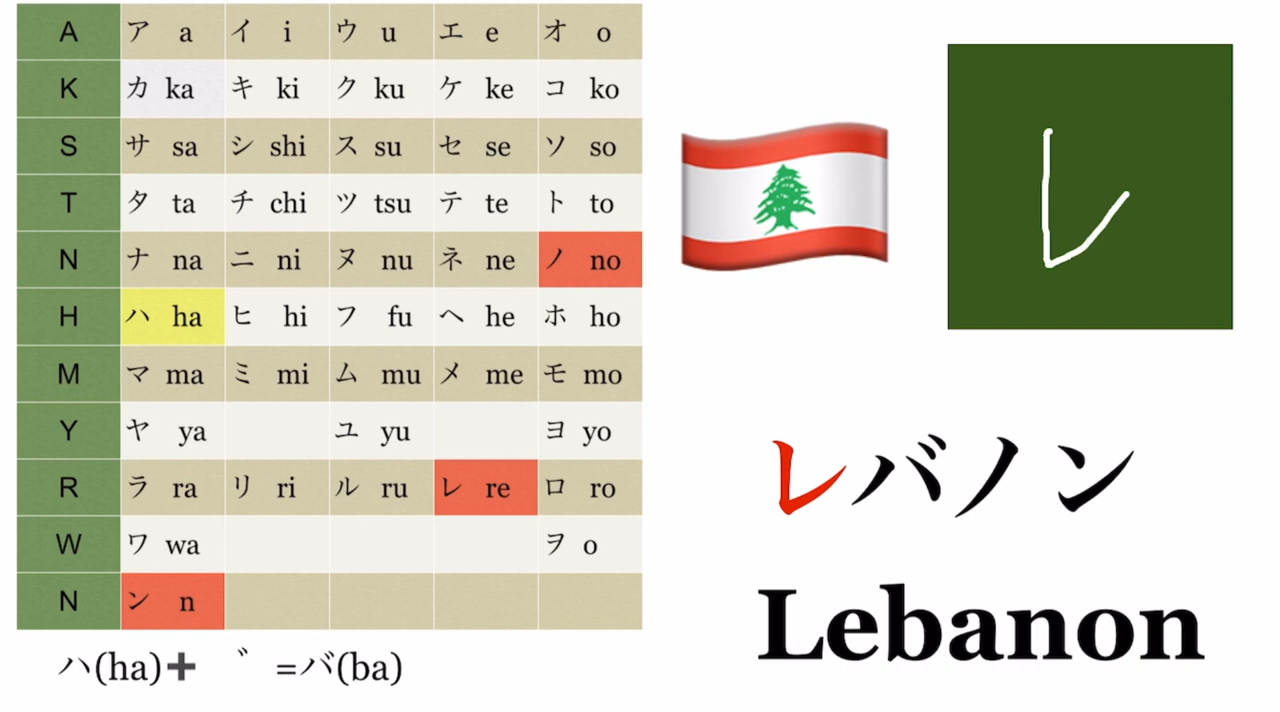 A ア a イ i ウ u エ e オ o
K カ ka キ ki ク ku ケ ke コ ko
S サ sa シ shi ス su セ se ソ so
T タ ta チ chi ツ tsu テ te ト to
N ナ na ニ ni ヌ nu ネ ne ノ no
H ハ ha ヒ hi フ fu ヘ he ホ ho
M マ ma ミ mi ム mu メ me モ mo
Y ヤ ya ユ yu ヨ yo
R ラ ra リ ri ル ru レ re ロ ro
W ワ wa ヲ o
N ン n
ハ(ha)➕ ゛ =バ(ba)
レ
レバノン
Lebanon